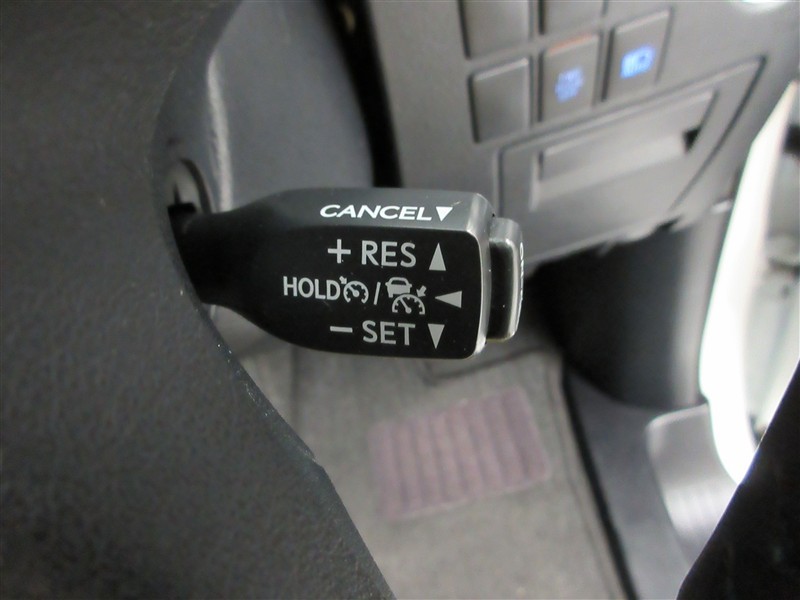 CANCEL▼
+ RES ▲
HOLD / ◀
− SET ▼